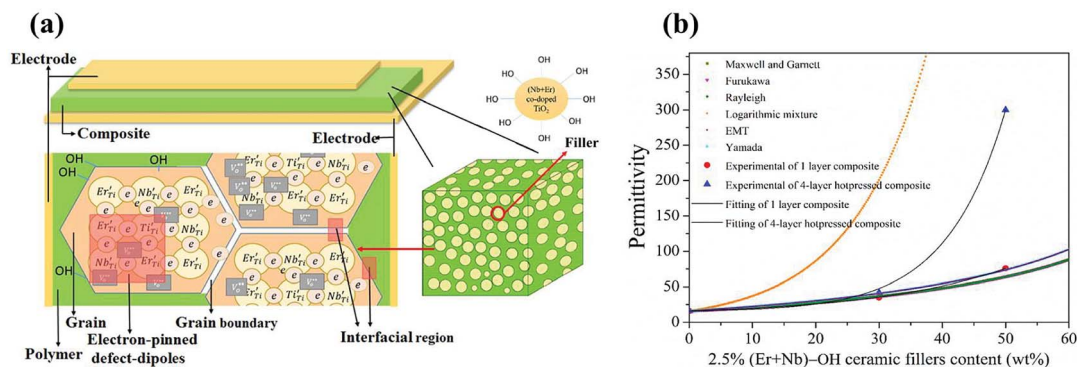 (a)
Electrode
Composite
Electrode
OH
HO OH
HO (Nb+Er) OH
co-doped
TiO₂
HO OH
OH
Filler
OH
OH
OH
Er'Ti Ti'Ti Er'Ti
e Nb'Ti e
V••O
Er'Ti e Nb'Ti e Er'Ti
e e
Er'Ti e Ti'Ti Nb'Ti
Nb'Ti e Er'Ti e Er'Ti
OH
Er'Ti e Nb'Ti Er'Ti
e Ti'Ti e Er'Ti
Grain
Grain boundary
Interfacial region
Electron-pinned
defect-dipoles
Polymer
(b)
Permittivity
350
300
250
200
150
100
50
0
Maxwell and Garnett
Furukawa
Rayleigh
Logarithmic mixture
EMT
Yamada
Experimental of 1 layer composite
Experimental of 4-layer hotpressed composite
Fitting of 1 layer composite
Fitting of 4-layer hotpressed composite
0 10 20 30 40 50 60
2.5% (Er+Nb)–OH ceramic fillers content (wt%)